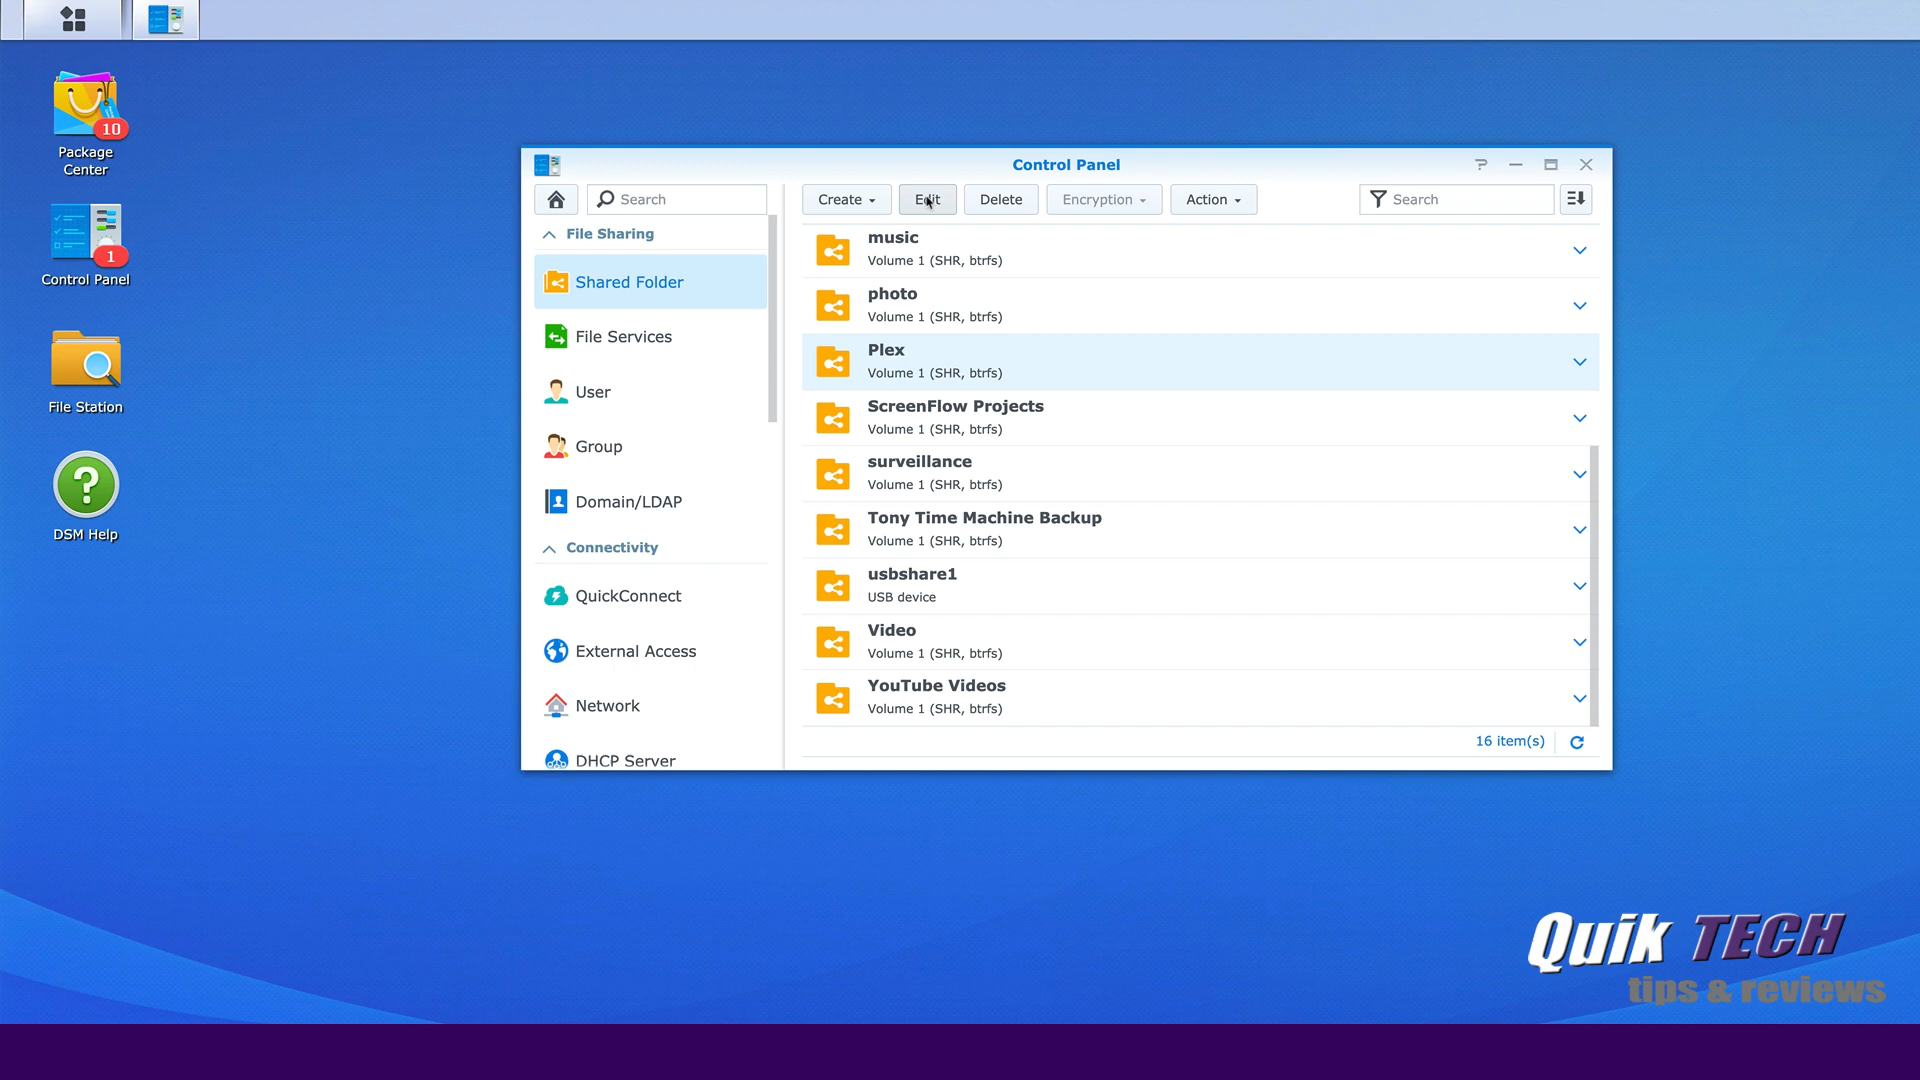 10
Package
Center
1
Control Panel
File Station
?
DSM Help
Control Panel
Search
Create
Edit
Delete
Encryption
Action
Search
File Sharing
Shared Folder
File Services
User
Group
Domain/LDAP
Connectivity
QuickConnect
External Access
Network
DHCP Server
music
Volume 1 (SHR, btrfs)
photo
Volume 1 (SHR, btrfs)
Plex
Volume 1 (SHR, btrfs)
ScreenFlow Projects
Volume 1 (SHR, btrfs)
surveillance
Volume 1 (SHR, btrfs)
Tony Time Machine Backup
Volume 1 (SHR, btrfs)
usbshare1
USB device
Video
Volume 1 (SHR, btrfs)
YouTube Videos
Volume 1 (SHR, btrfs)
16 item(s)
Quik TECH
tips & reviews